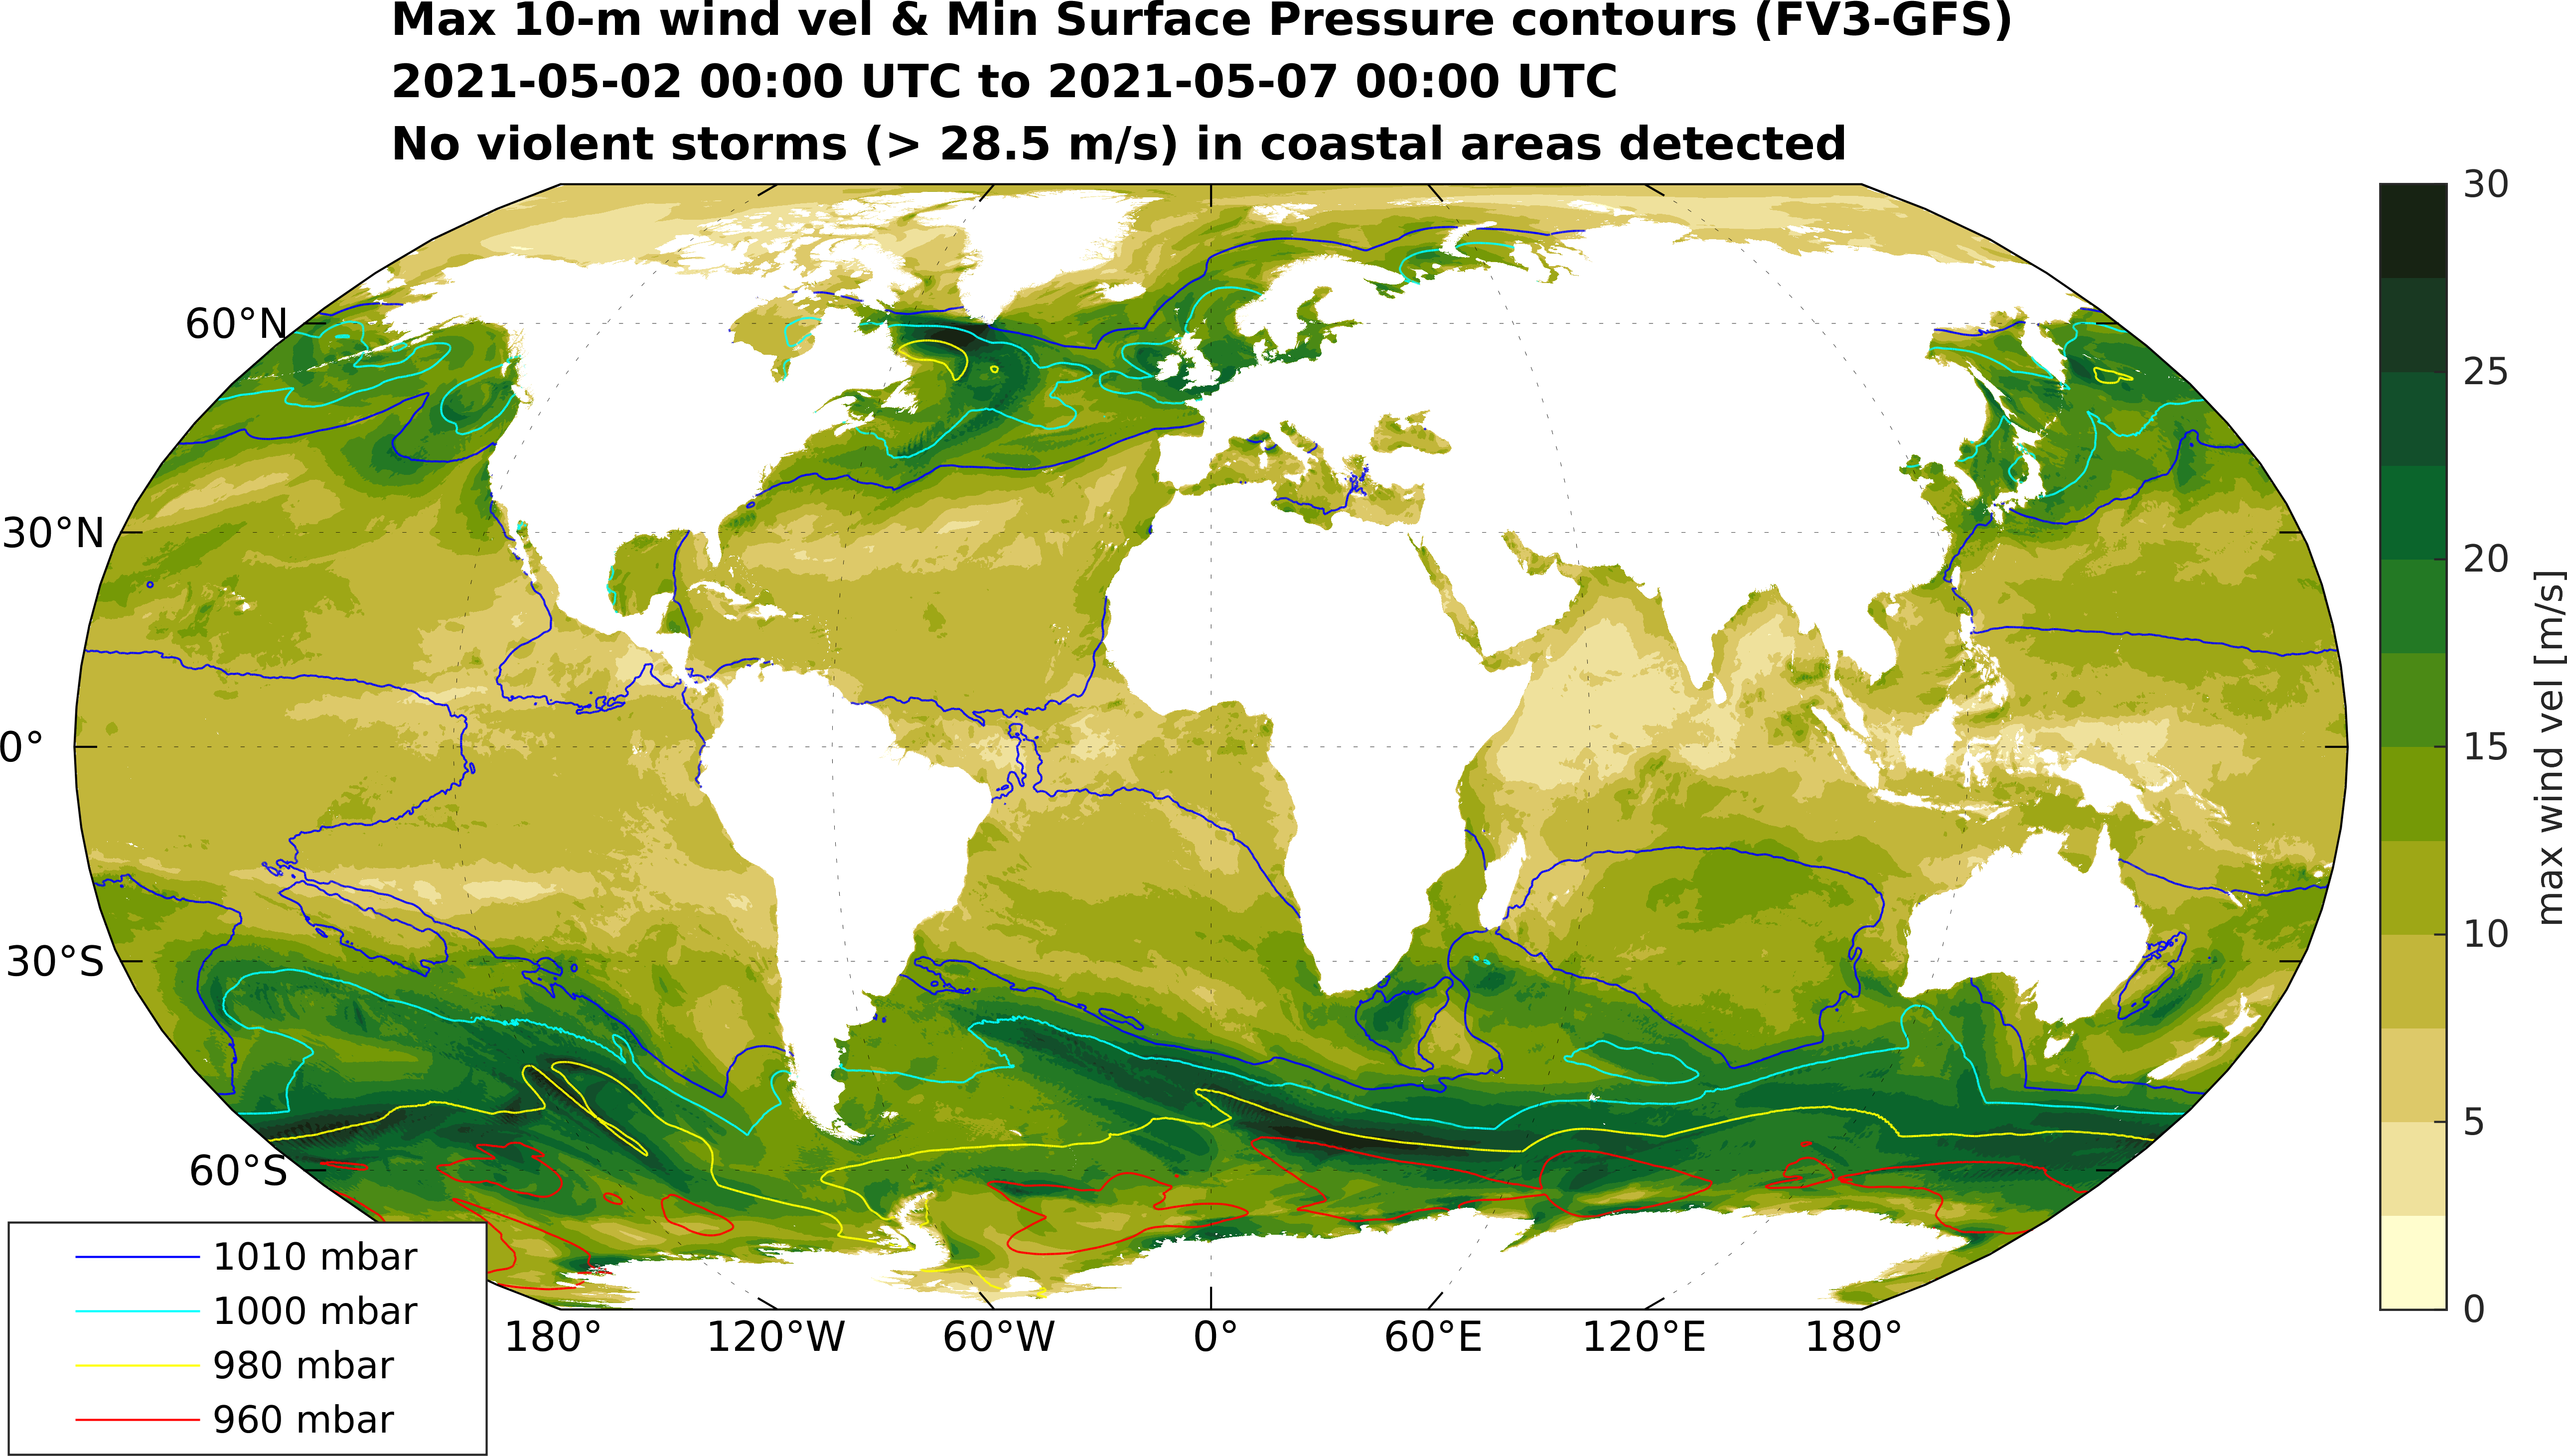 Max 10-m wind vel & Min Surface Pressure contours (FV3-GFS)
2021-05-02 00:00 UTC to 2021-05-07 00:00 UTC
No violent storms (> 28.5 m/s) in coastal areas detected
60°N
30°N
0°
30°S
60°S
180°
120°W
60°W
0°
60°E
120°E
180°
1010 mbar
1000 mbar
980 mbar
960 mbar
30
25
20
15
10
5
0
max wind vel [m/s]